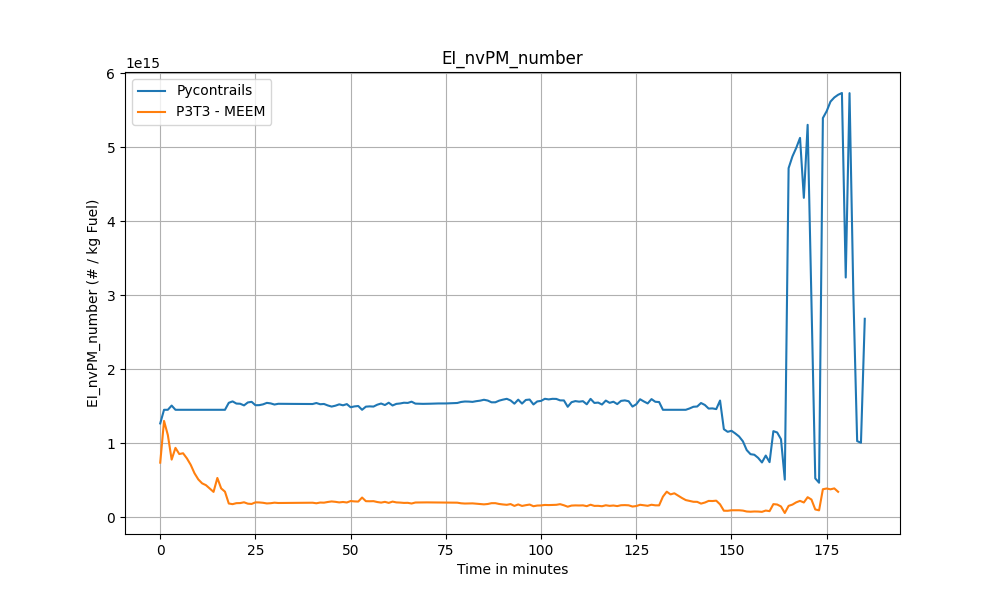 EI_nvPM_number
1e15
Pycontrails
P3T3 - MEEM
6
5
4
3
2
1
0
EI_nvPM_number (# / kg Fuel)
0 25 50 75 100 125 150 175
Time in minutes